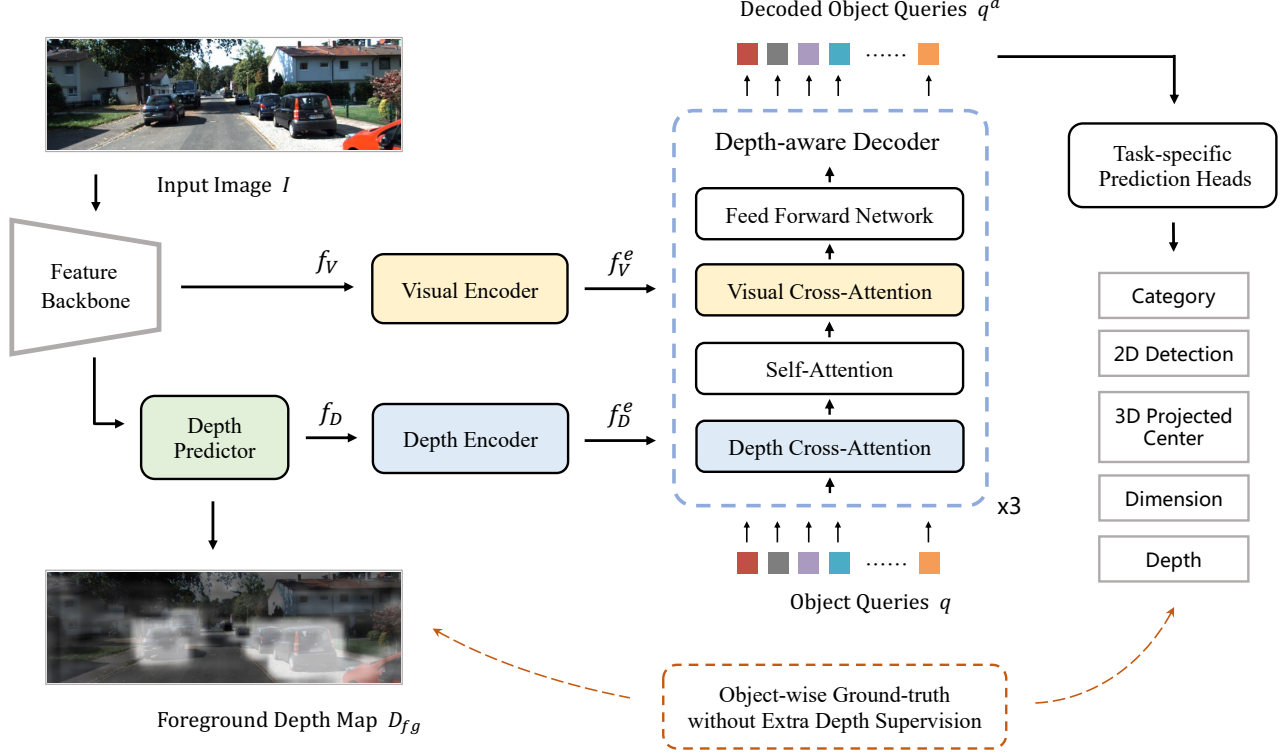 Decoded Object Queries q^d
......
Depth-aware Decoder
Task-specific
Prediction Heads
Input Image I
Feed Forward Network
Feature
Backbone
f_V
Visual Encoder
f_V^e
Visual Cross-Attention
Category
2D Detection
Self-Attention
3D Projected
Center
Depth
Predictor
f_D
Depth Encoder
f_D^e
Depth Cross-Attention
Dimension
x3
Depth
......
Object Queries q
Object-wise Ground-truth
without Extra Depth Supervision
Foreground Depth Map D_fg